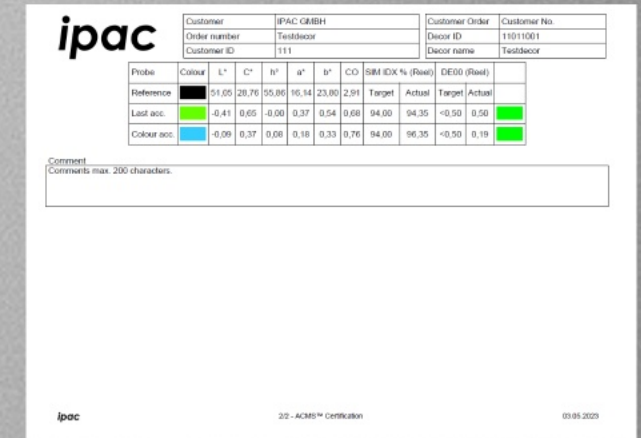 ipac
Customer IPAC GMBH Customer Order Customer No.
Order number Testdecor Decor ID 11011001
Customer ID 111 Decor name Testdecor
Probe Colour L* C* h° a* b* CO SIM IDX % (Reel) DE00 (Reel)
Reference 51,05 28,76 55,86 16,14 23,80 2,91 Target Actual Target Actual
Last acc. -0,41 0,65 -0,00 0,37 0,54 0,68 94,00 94,35 <0,50 0,50
Colour acc. -0,09 0,37 0,08 0,18 0,33 0,76 94,00 96,35 <0,50 0,19
Comment
Comments max. 200 characters.
ipac 2/2 - ACMS™ Certification 03.05.2023